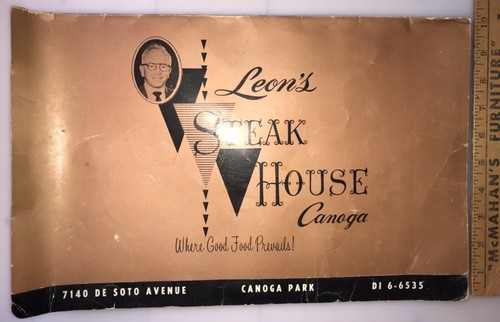 Leon's
STEAK
HOUSE
Canoga
Where Good Food Prevails!
7140 DE SOTO AVENUE CANOGA PARK DI 6-6535
"McMAHAN'S FURNITURE"